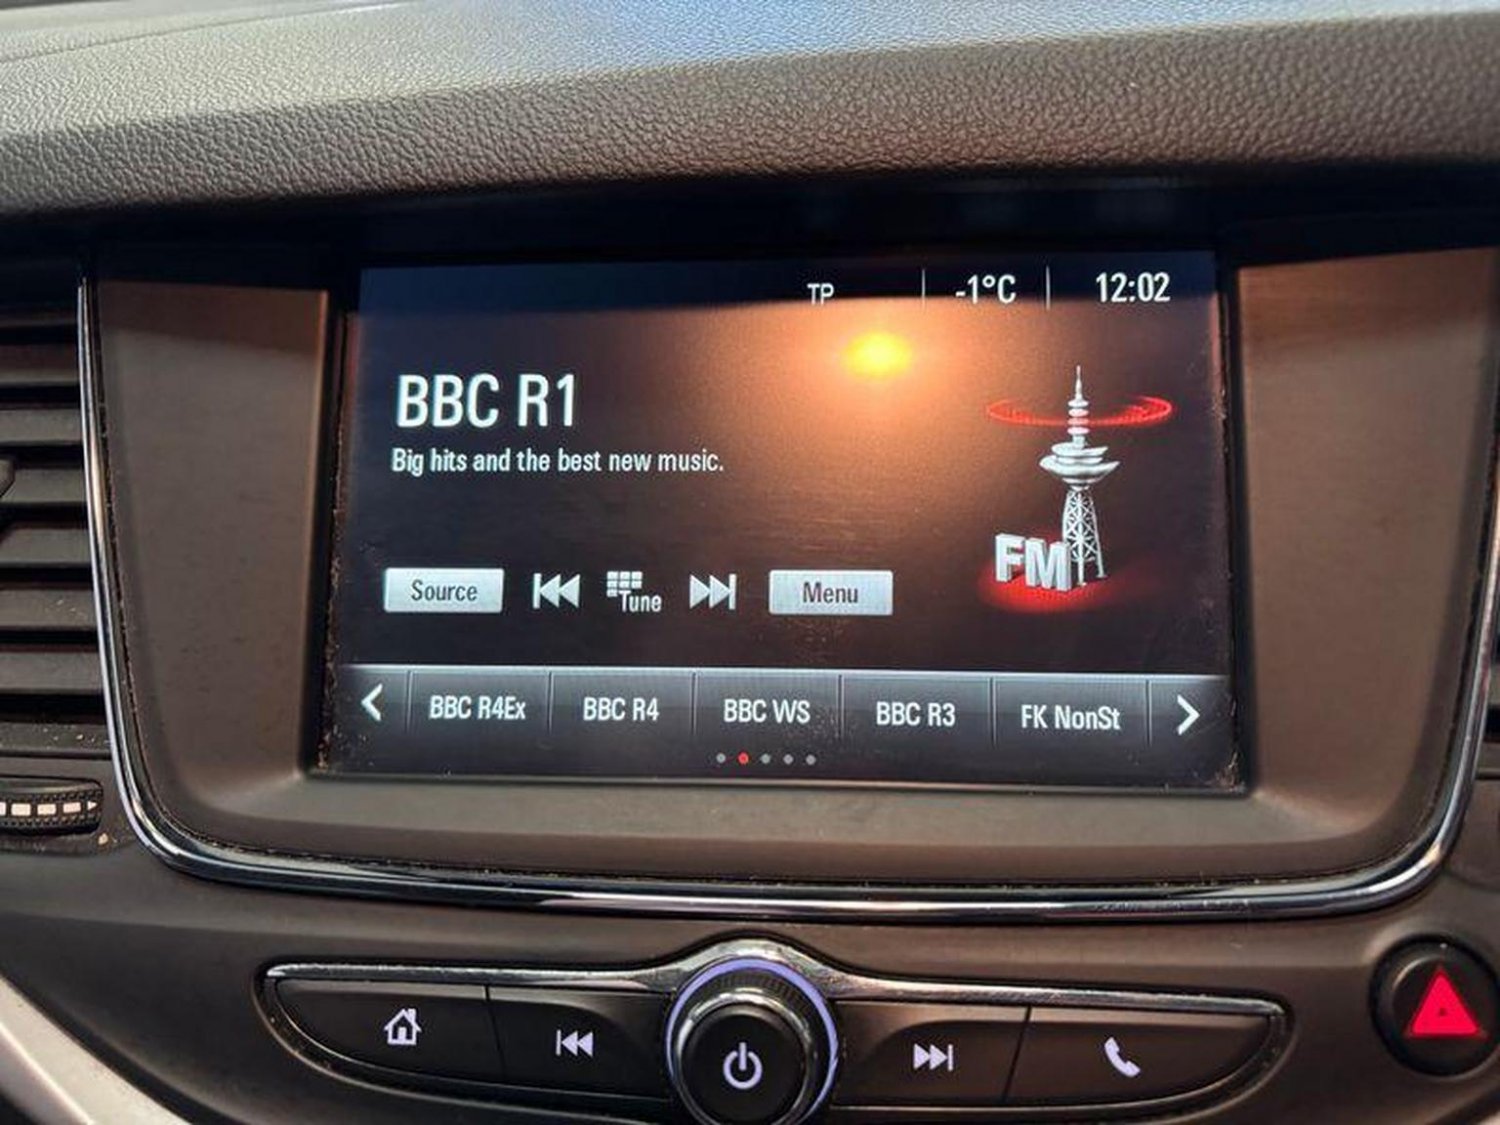 TP -1°C 12:02
BBC R1
Big hits and the best new music.
FM
Source Tune Menu
BBC R4Ex BBC R4 BBC WS BBC R3 FK NonSt